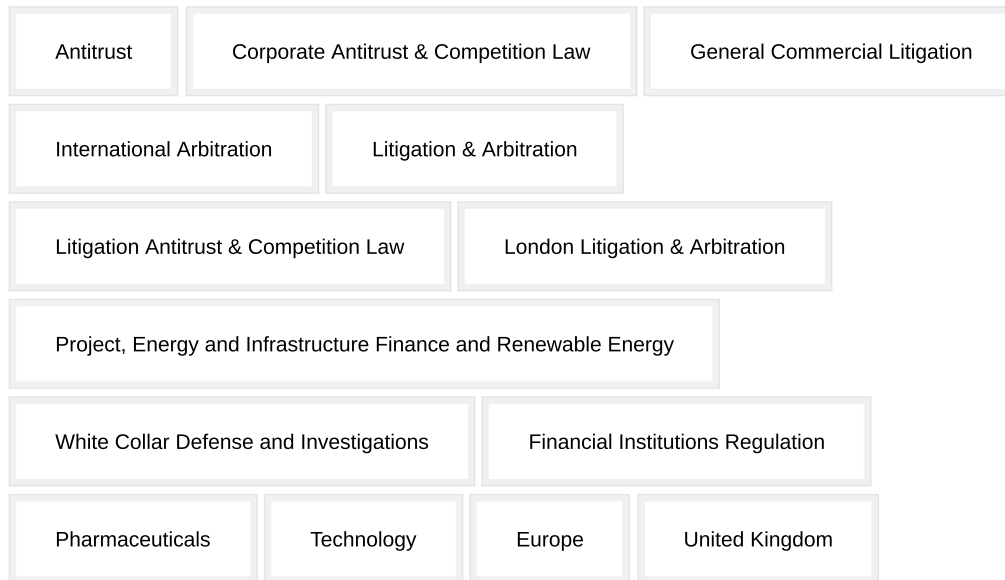 Antitrust Corporate Antitrust & Competition Law General Commercial Litigation
International Arbitration Litigation & Arbitration
Litigation Antitrust & Competition Law London Litigation & Arbitration
Project, Energy and Infrastructure Finance and Renewable Energy
White Collar Defense and Investigations Financial Institutions Regulation
Pharmaceuticals Technology Europe United Kingdom